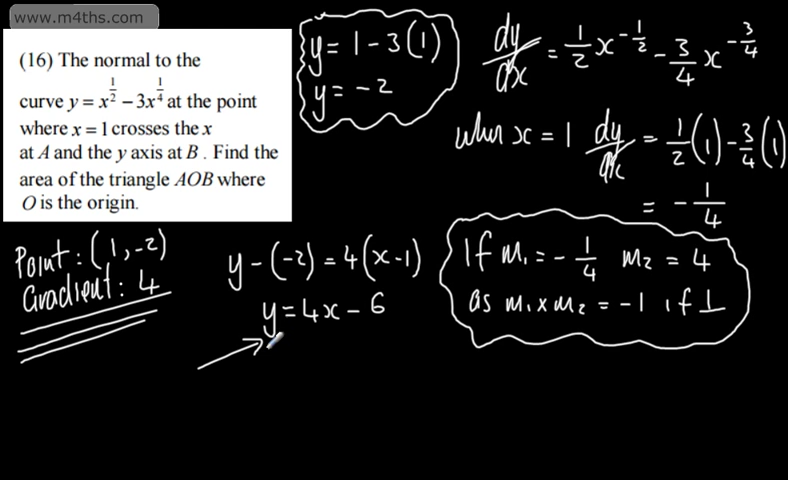 www.m4ths.com
(16) The normal to the
curve y = x^{1/2} − 3x^{1/4} at the point
where x = 1 crosses the x
at A and the y axis at B . Find the
area of the triangle AOB where
O is the origin.
y = 1 − 3(1)
y = −2
dy/dx = 1/2 x^{−1/2} − 3/4 x^{−3/4}
when x = 1 dy/dx = 1/2(1) − 3/4(1)
= −1/4
Point: (1, −2)
Gradient: 4
y − (−2) = 4(x − 1)
y = 4x − 6
If m₁ = −1/4 m₂ = 4
as m₁ x m₂ = −1 if ⊥